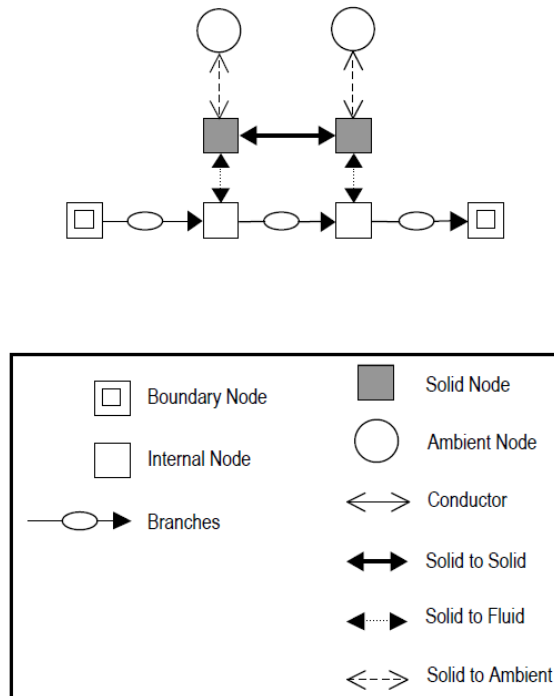 Boundary Node
Internal Node
Branches
Solid Node
Ambient Node
Conductor
Solid to Solid
Solid to Fluid
Solid to Ambient